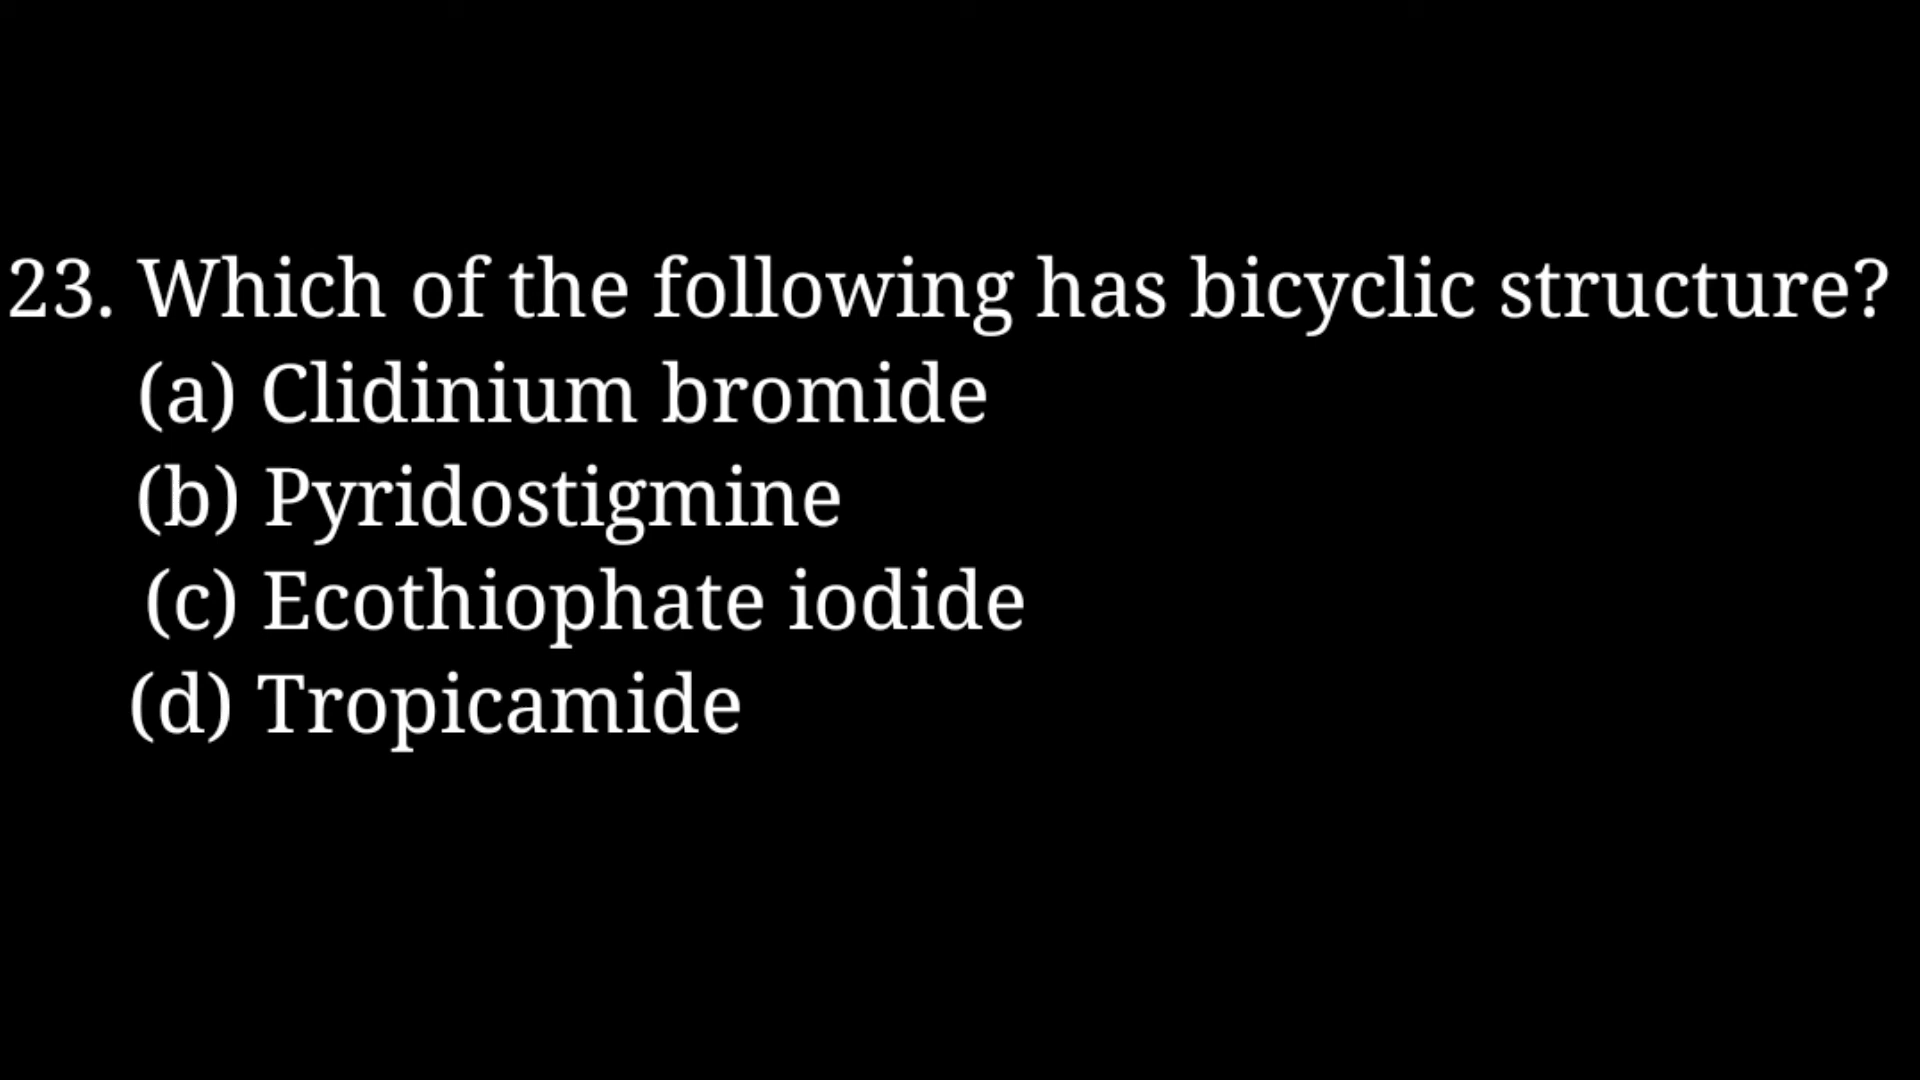 23. Which of the following has bicyclic structure?
(a) Clidinium bromide
(b) Pyridostigmine
(c) Ecothiophate iodide
(d) Tropicamide